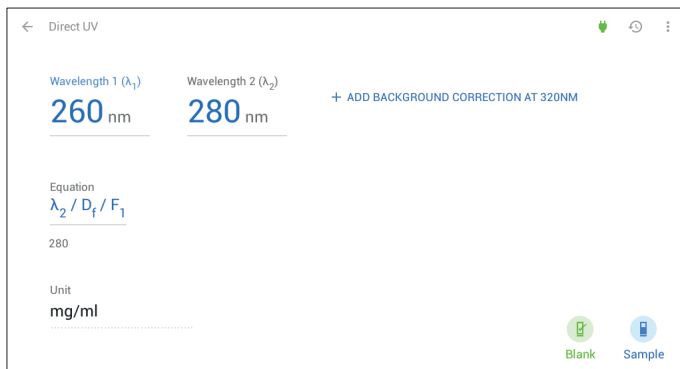 Direct UV
Wavelength 1 (λ1) Wavelength 2 (λ2)
260 nm 280 nm + ADD BACKGROUND CORRECTION AT 320NM
Equation
λ2 / Df / F1
280
Unit
mg/ml
Blank Sample